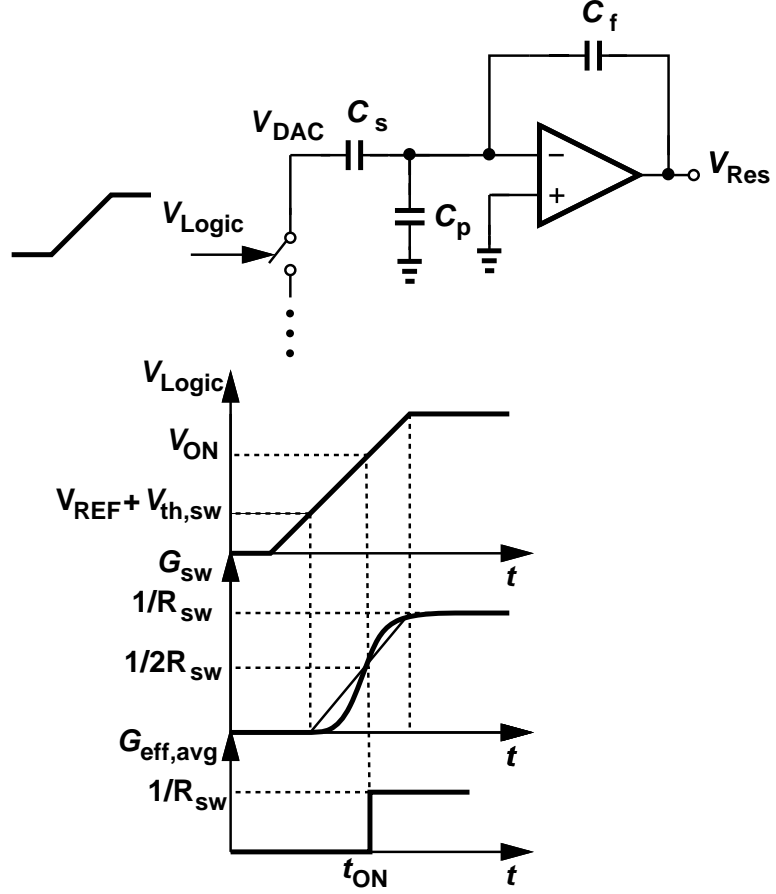 C f
V DAC C s
V Res
V Logic
C p
− +
V Logic
V ON
V REF + V th,sw
G sw t
1/R sw
1/2R sw
G eff,avg t
1/R sw
t ON t